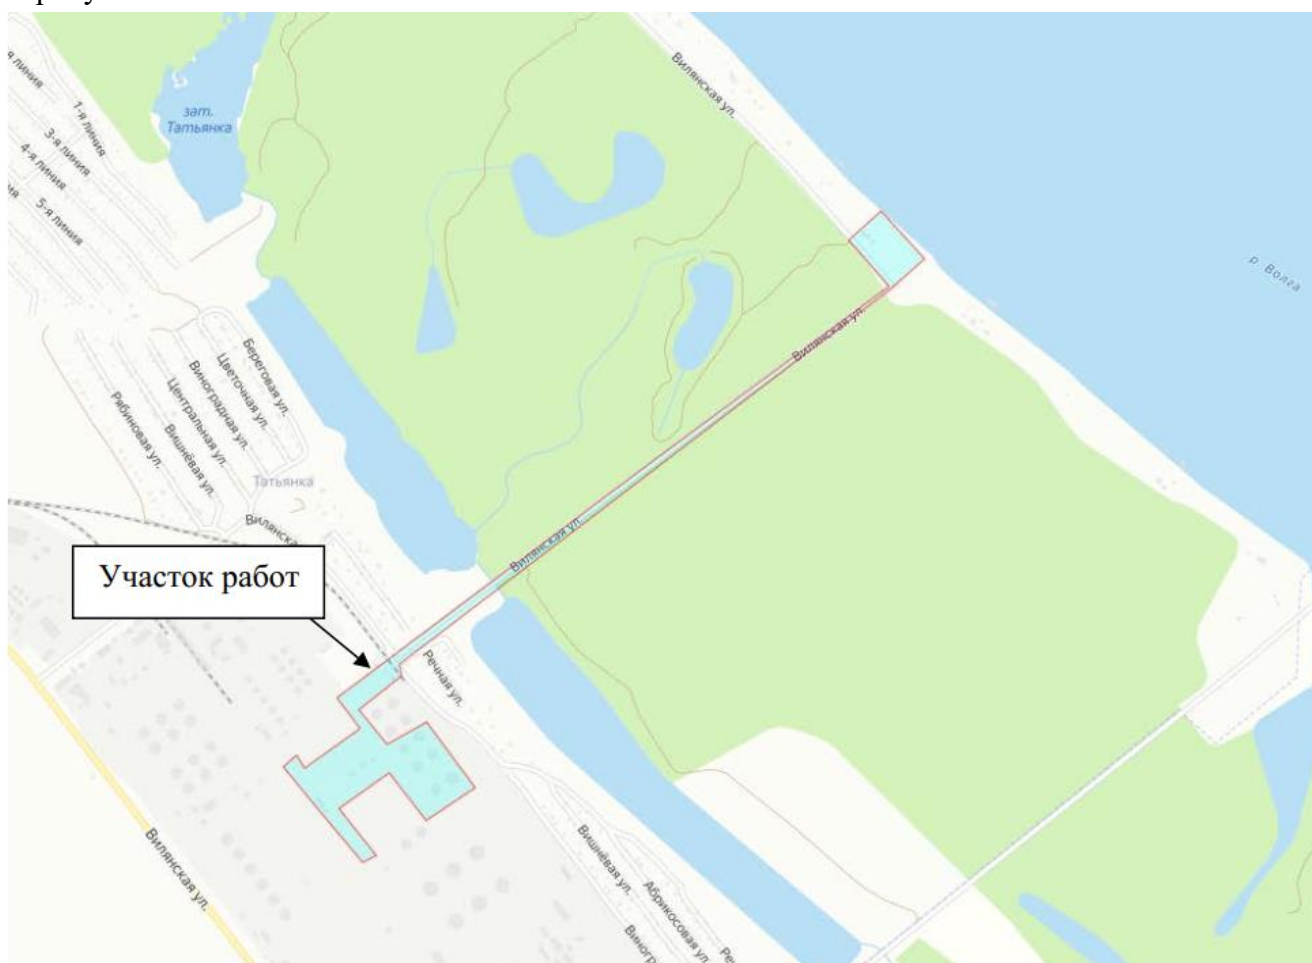 Вилянская ул.
зат.
Татьянка
линия
1-я линия
3-я линия
4-я линия
5-я линия
р. Волга
Вилянская ул.
Береговая ул.
Цветочная ул.
Виноградная ул.
Центральная ул.
Вишнёвая ул.
Рябиновая ул.
Татьянка
Вилянская ул.
Участок работ
Речная ул.
Вилянская ул.
Вишнёвая ул.
Абрикосовая ул.